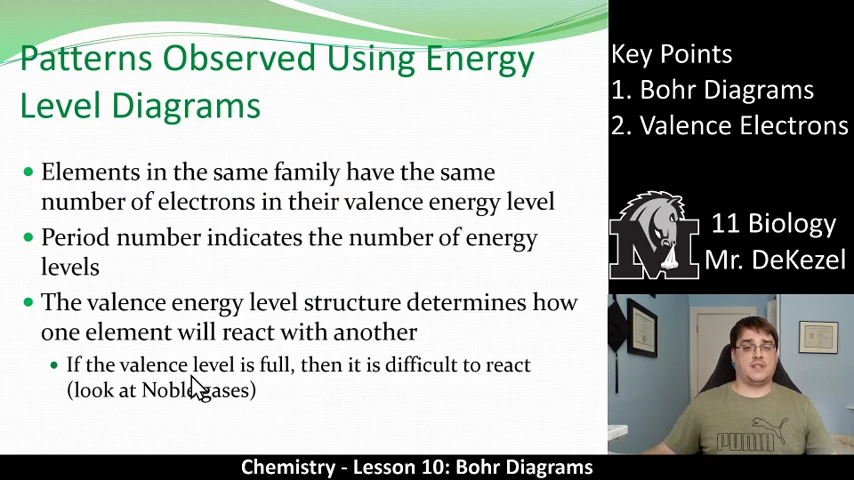 Patterns Observed Using Energy
Level Diagrams
Elements in the same family have the same
number of electrons in their valence energy level
Period number indicates the number of energy
levels
The valence energy level structure determines how
one element will react with another
If the valence level is full, then it is difficult to react
(look at Noble gases)
Key Points
1. Bohr Diagrams
2. Valence Electrons
M
11 Biology
Mr. DeKezel
PUMA
Chemistry - Lesson 10: Bohr Diagrams